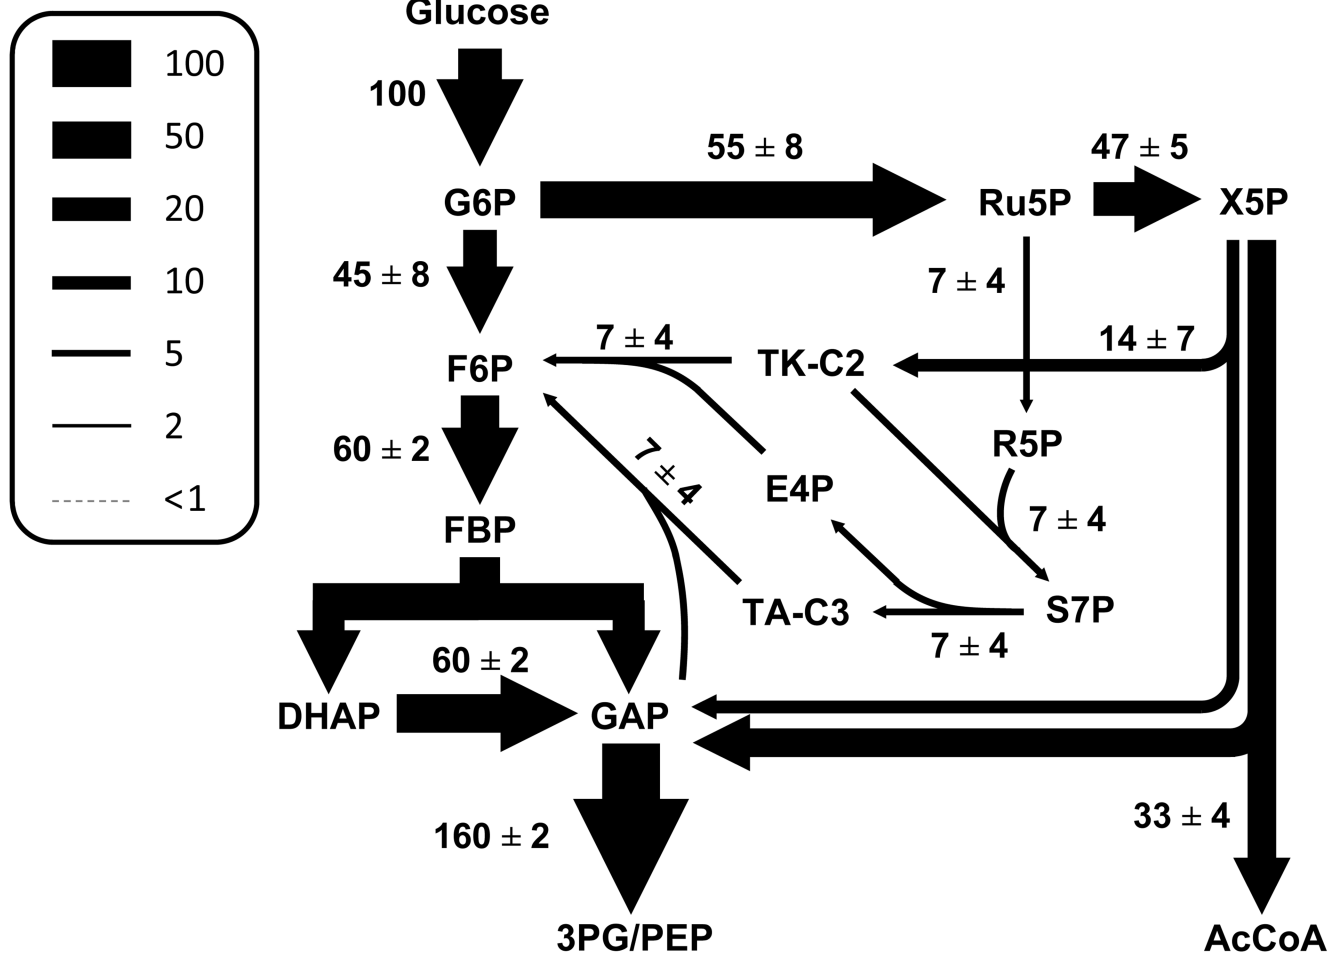 Glucose
100
50
20
10
5
2
<1
100
55 ± 8
47 ± 5
G6P
Ru5P
X5P
45 ± 8
7 ± 4
7 ± 4
14 ± 7
F6P
TK-C2
60 ± 2
7 ± 4
R5P
E4P
7 ± 4
FBP
TA-C3
S7P
7 ± 4
60 ± 2
DHAP
GAP
160 ± 2
33 ± 4
3PG/PEP
AcCoA